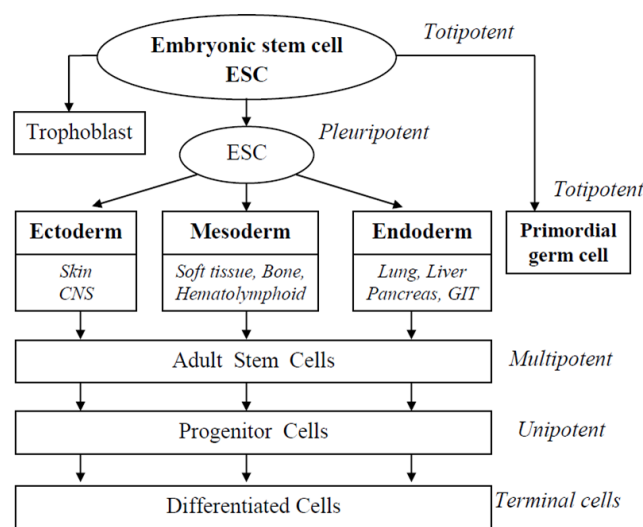 Embryonic stem cell
ESC
Totipotent
Trophoblast
Pleuripotent
ESC
Totipotent
Ectoderm
Skin
CNS
Mesoderm
Soft tissue, Bone,
Hematolymphoid
Endoderm
Lung, Liver
Pancreas, GIT
Primordial
germ cell
Adult Stem Cells
Multipotent
Progenitor Cells
Unipotent
Differentiated Cells
Terminal cells